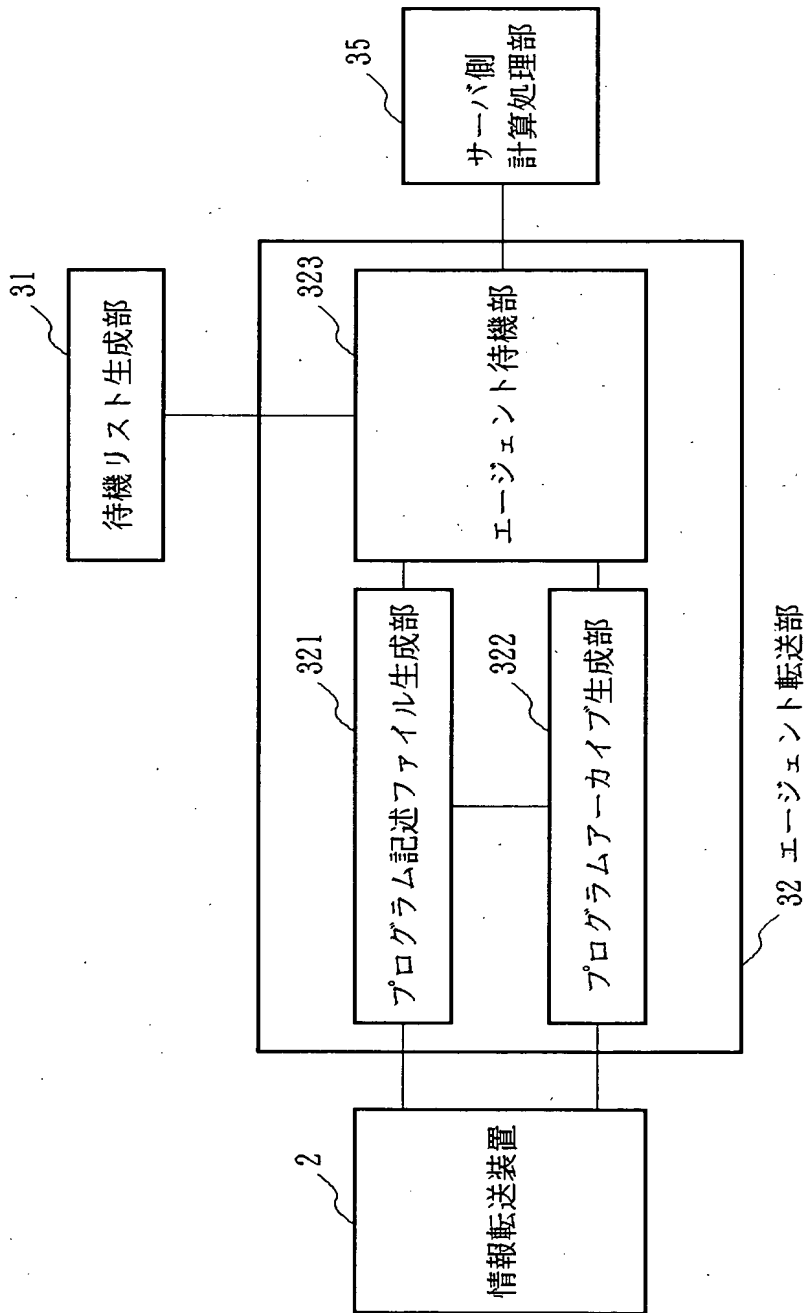 31
待機リスト生成部
2
情報転送装置
321
プログラム記述ファイル生成部
322
プログラムアーカイブ生成部
323
エージェント待機部
35
サーバ側
計算処理部
32 エージェント転送部